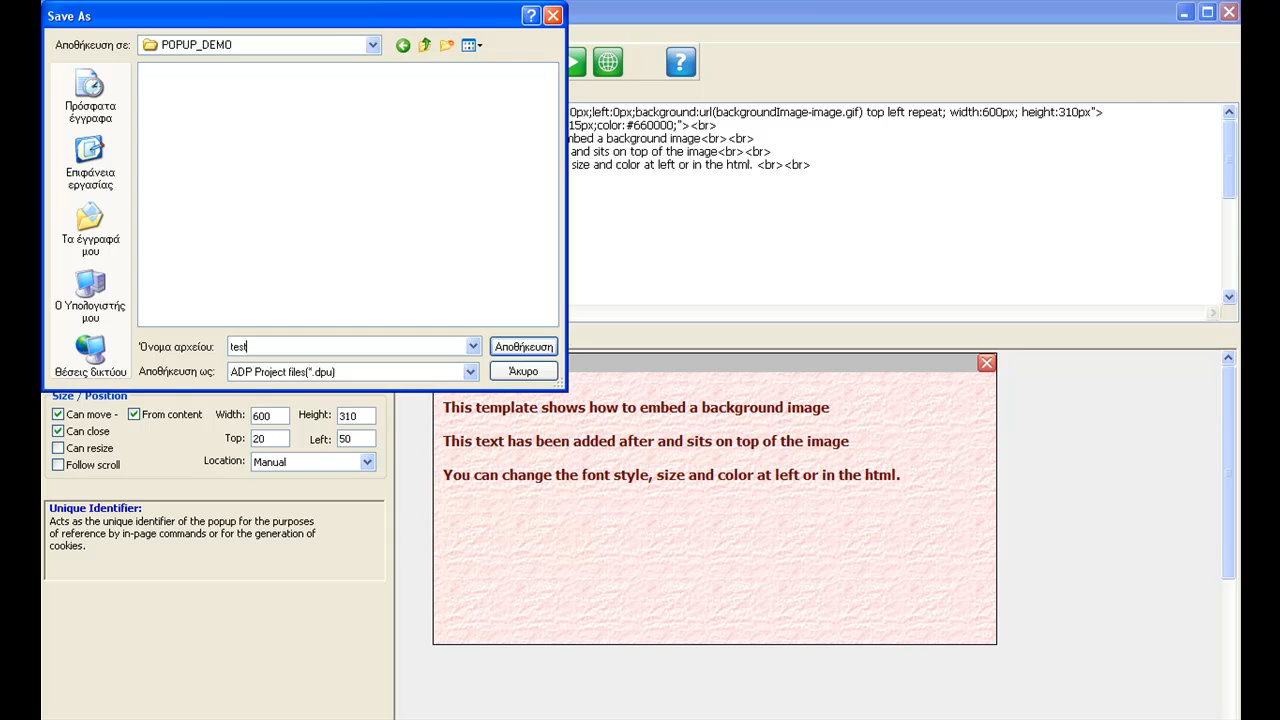 Save As
Αποθήκευση σε:
POPUP_DEMO
Πρόσφατα
έγγραφα
Επιφάνεια
εργασίας
Τα έγγραφά
μου
Ο Υπολογιστής
μου
Θέσεις δικτύου
Όνομα αρχείου:
test
Αποθήκευση
Αποθήκευση ως:
ADP Project files(*.dpu)
Άκυρο
0px;left:0px;background:url(backgroundImage-image.gif) top left repeat; width:600px; height:310px">
15px;color:#660000;"><br>
mbed a background image<br><br>
and sits on top of the image<br><br>
size and color at left or in the html. <br><br>
Size / Position
Can move -
From content
Width:
600
Height:
310
Can close
Top:
20
Left:
50
Can resize
Follow scroll
Location:
Manual
Unique Identifier:
Acts as the unique identifier of the popup for the purposes
of reference by in-page commands or for the generation of
cookies.
This template shows how to embed a background image
This text has been added after and sits on top of the image
You can change the font style, size and color at left or in the html.